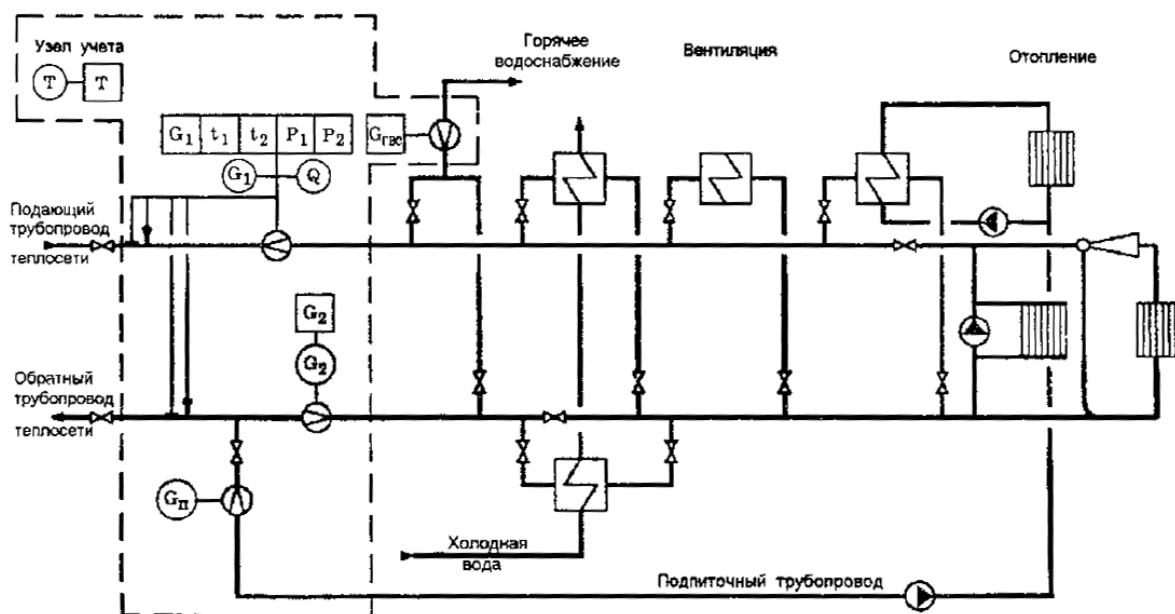 Узел учета
T T
Горячее
водоснабжение
Вентиляция
Отопление
G₁ t₁ t₂ P₁ P₂
Gгвс
G₁ Q
Подающий
трубопровод
теплосети
G₂
G₂
Обратный
трубопровод
теплосети
Gп
Холодная
вода
Подпиточный трубопровод